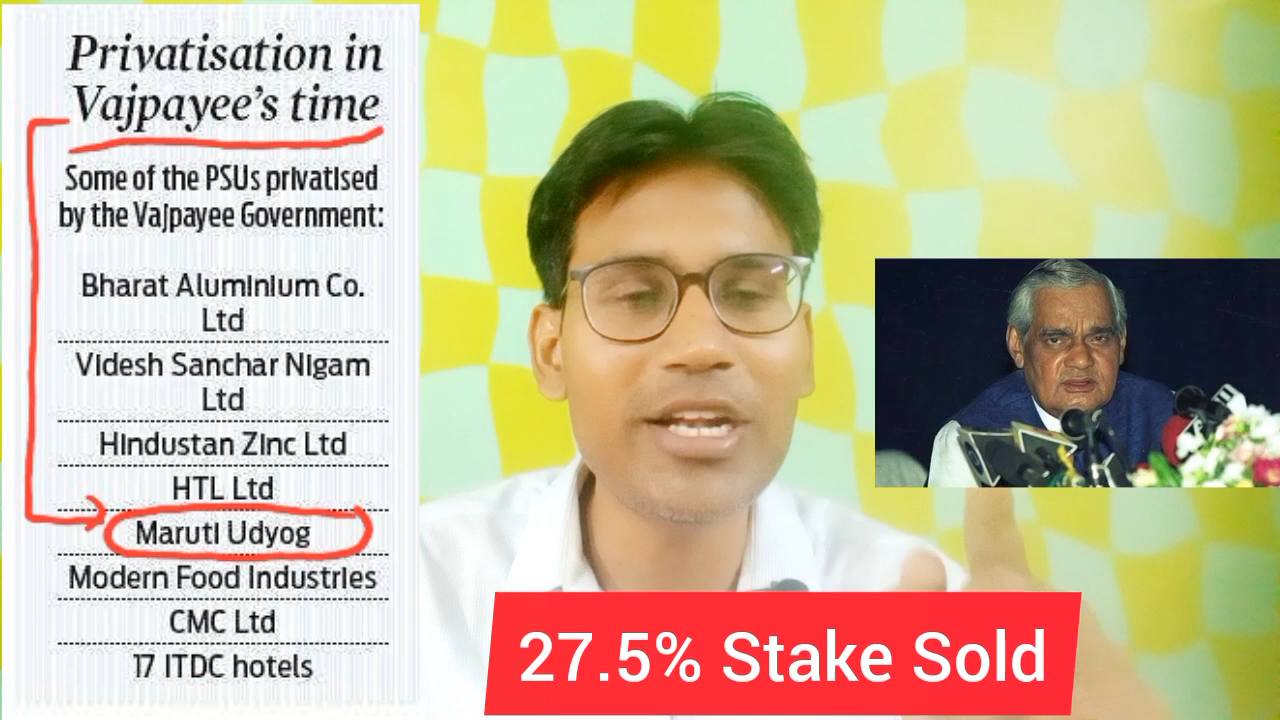 Privatisation in
Vajpayee's time
Some of the PSUs privatised
by the Vajpayee Government:
Bharat Aluminium Co.
Ltd
Videsh Sanchar Nigam
Ltd
Hindustan Zinc Ltd
HTL Ltd
Maruti Udyog
Modern Food Industries
CMC Ltd
17 ITDC hotels
27.5% Stake Sold